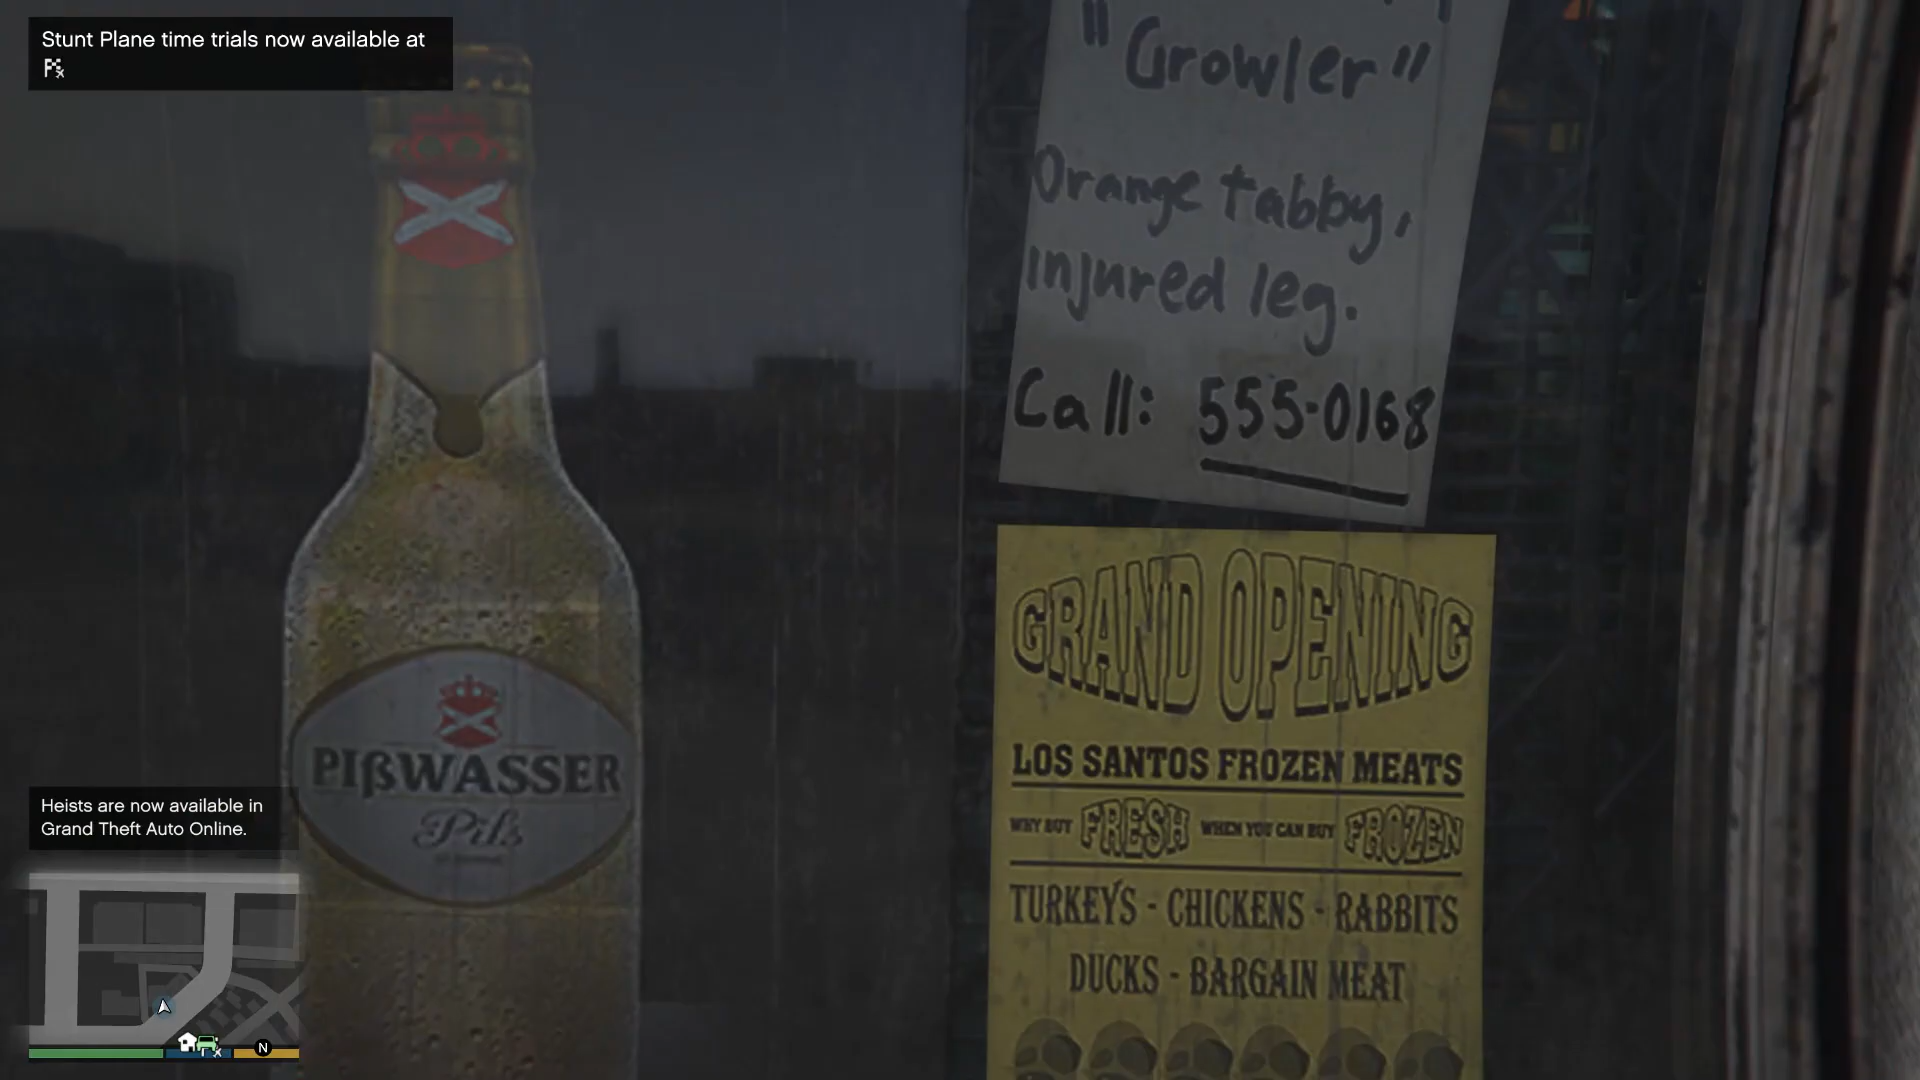 Stunt Plane time trials now available at
"Growler"
Orange tabby,
injured leg.
Call: 555-0168
GRAND OPENING
LOS SANTOS FROZEN MEATS
WHY BUY FRESH WHEN YOU CAN BUY FROZEN
TURKEY'S - CHICKENS - RABBITS
DUCKS - BARGAIN MEAT
PIßWASSER
Pils
Heists are now available in
Grand Theft Auto Online.
N